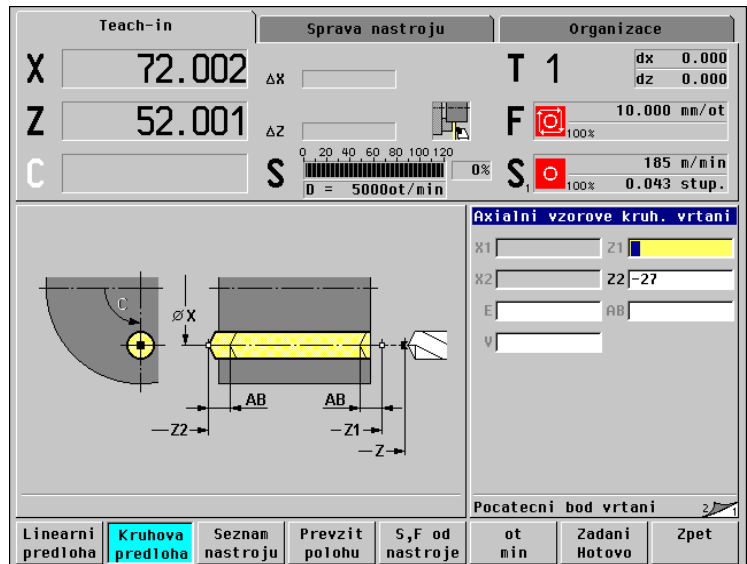 Teach-in
Sprava nastroju
Organizace
X 72.002 ΔX
T 1 dx 0.000
dz 0.000
Z 52.001 ΔZ
F 100% 10.000 mm/ot
C
S 0 20 40 60 80 100 120 0%
D = 5000ot/min
S1 100% 185 m/min
0.043 stup.
Axialni vzorove kruh. vrtani
X1 Z1
X2 Z2 -27
E AB
V
C
⌀X
AB AB
Z2 Z1
Z
Pocatecni bod vrtani 2 1
Linearni predloha
Kruhova predloha
Seznam nastroju
Prevzit polohu
S,F od nastroje
ot min
Zadani Hotovo
Zpet